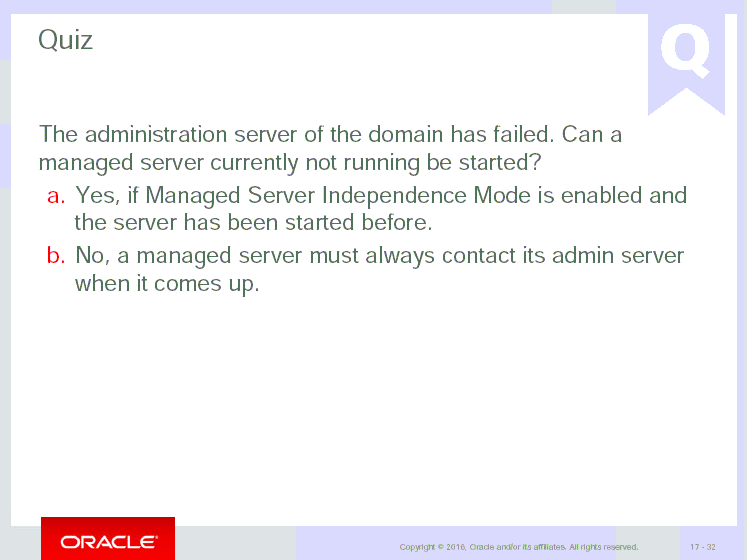 Quiz
Q
The administration server of the domain has failed. Can a
managed server currently not running be started?
a. Yes, if Managed Server Independence Mode is enabled and
the server has been started before.
b. No, a managed server must always contact its admin server
when it comes up.
ORACLE
Copyright © 2016, Oracle and/or its affiliates. All rights reserved.
17 - 32